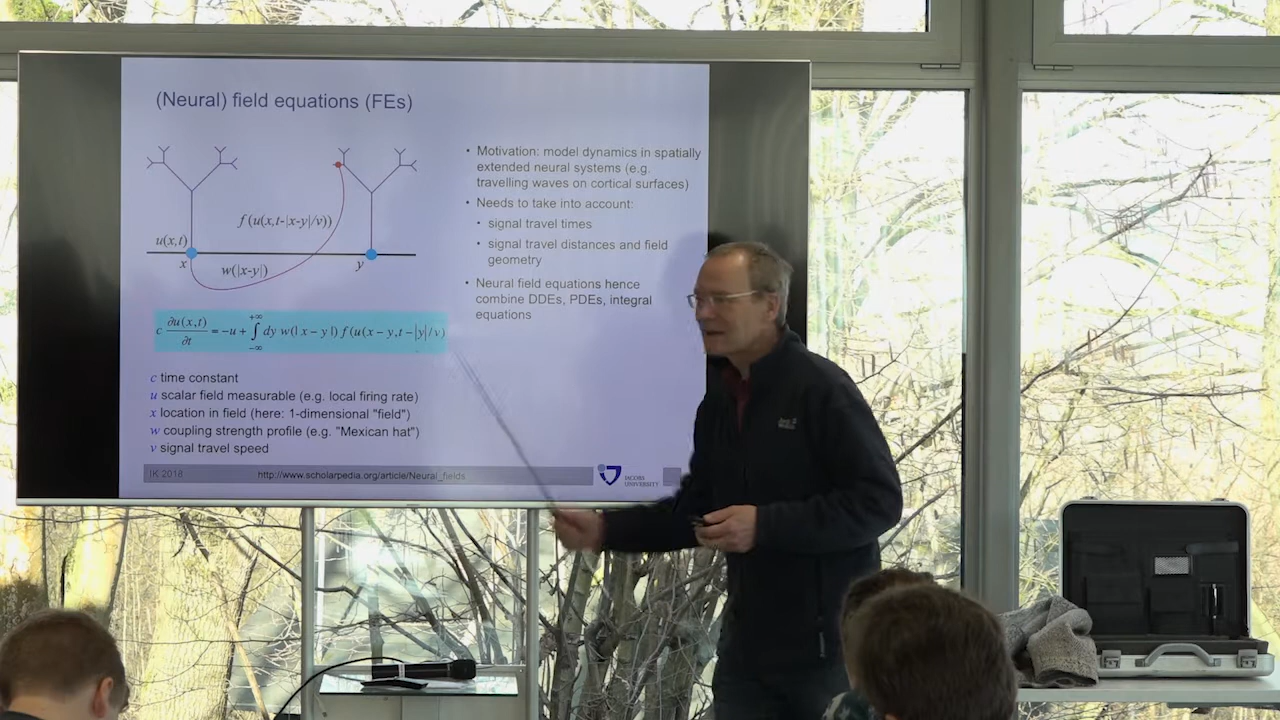 (Neural) field equations (FEs)
f(u(x,t-|x-y|/v))
u(x,t)
x
y
w(|x-y|)
c ∂u(x,t)/∂t = −u + ∫_{−∞}^{+∞} dy w(| x − y |) f(u(x − y, t − |y|/v)
c time constant
u scalar field measurable (e.g. local firing rate)
x location in field (here: 1-dimensional "field")
w coupling strength profile (e.g. "Mexican hat")
v signal travel speed
• Motivation: model dynamics in spatially
extended neural systems (e.g.
travelling waves on cortical surfaces)
• Needs to take into account:
• signal travel times
• signal travel distances and field
geometry
• Neural field equations hence
combine DDEs, PDEs, integral
equations
IK 2018
http://www.scholarpedia.org/article/Neural_fields
JACOBS
UNIVERSITY